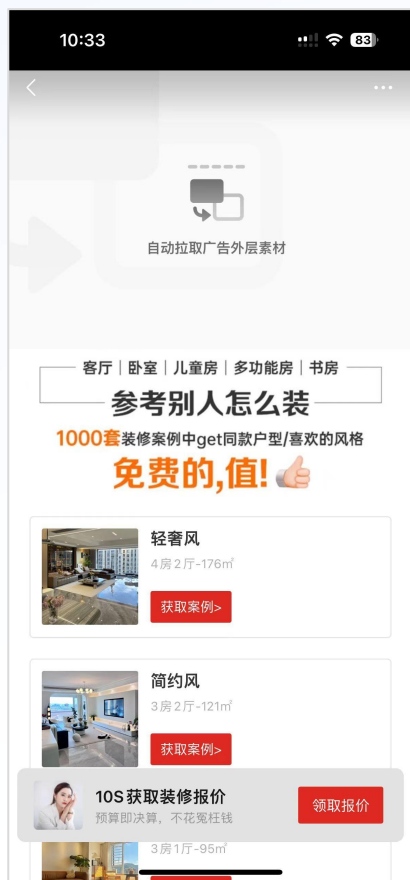 10:33
83
自动拉取广告外层素材
客厅｜卧室｜儿童房｜多功能房｜书房
参考别人怎么装
1000套装修案例中get同款户型/喜欢的风格
免费的,值!
轻奢风
4房2厅-176㎡
获取案例>
简约风
3房2厅-121㎡
获取案例>
10S获取装修报价
预算即决算，不花冤枉钱
领取报价
3房1厅-95㎡